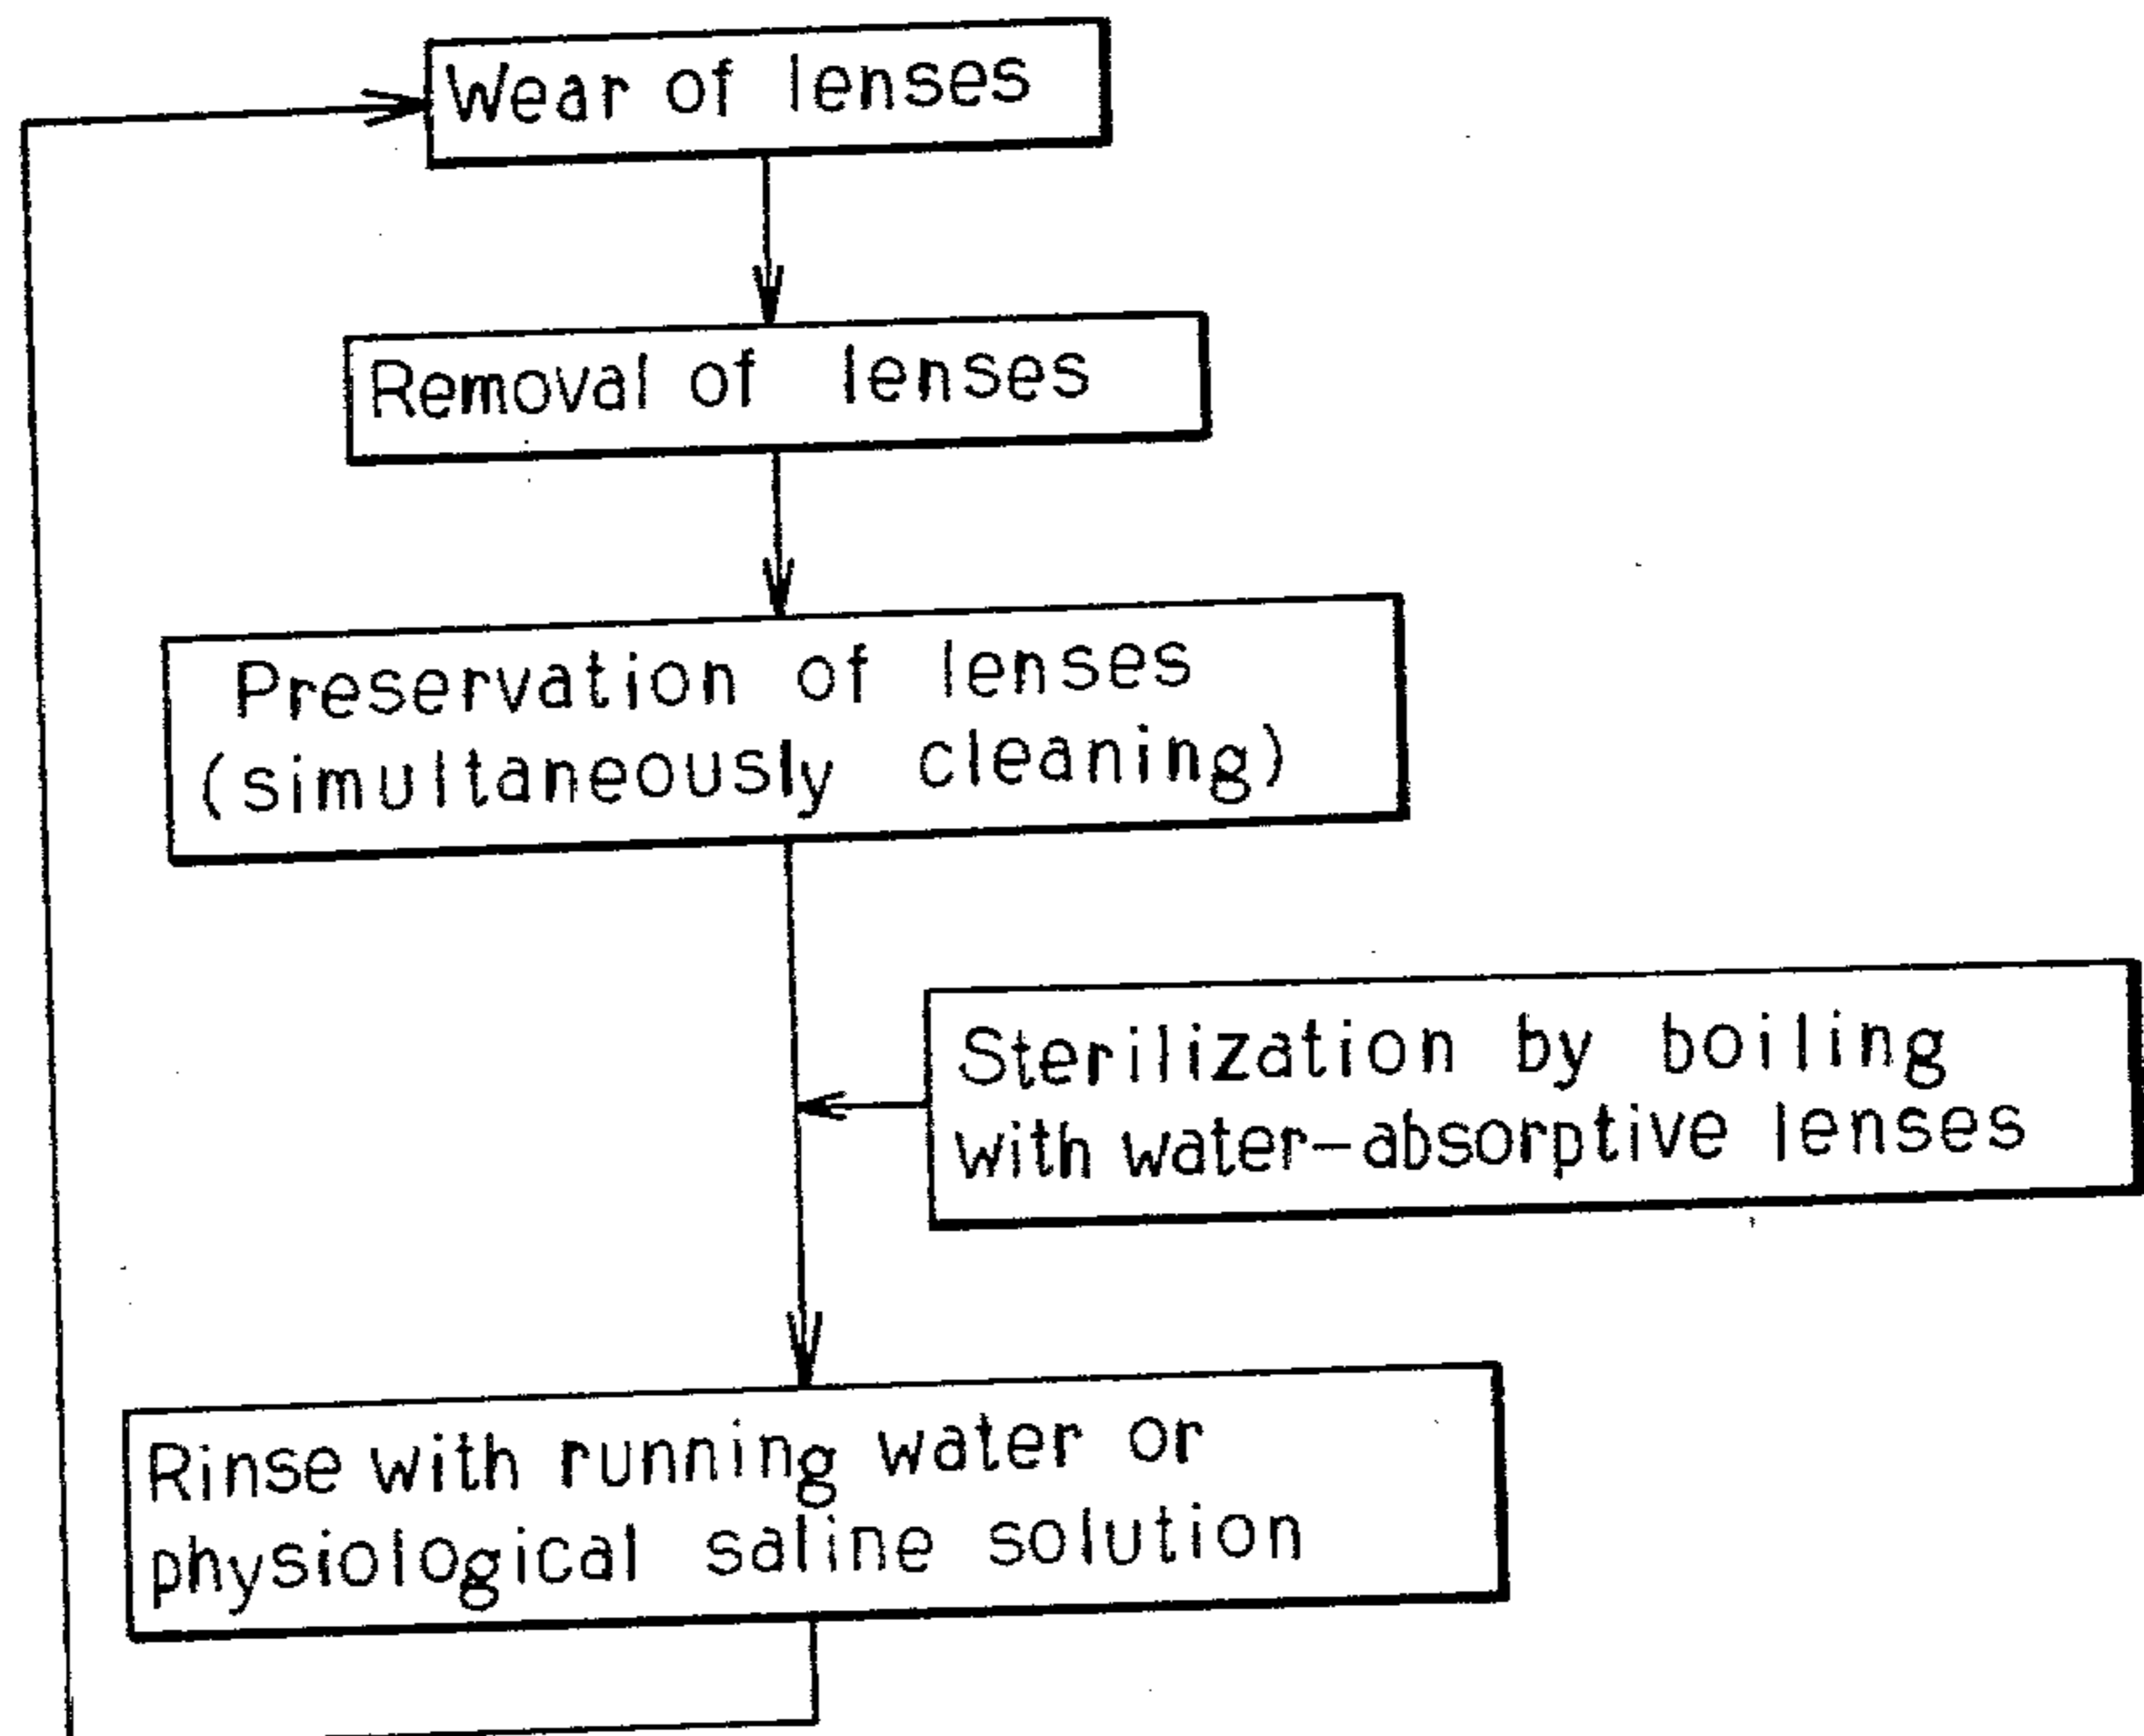 Wear of lenses
Removal of lenses
Preservation of lenses
(simultaneously cleaning)
Sterilization by boiling
with water-absorptive lenses
Rinse with running water or
physiological saline solution